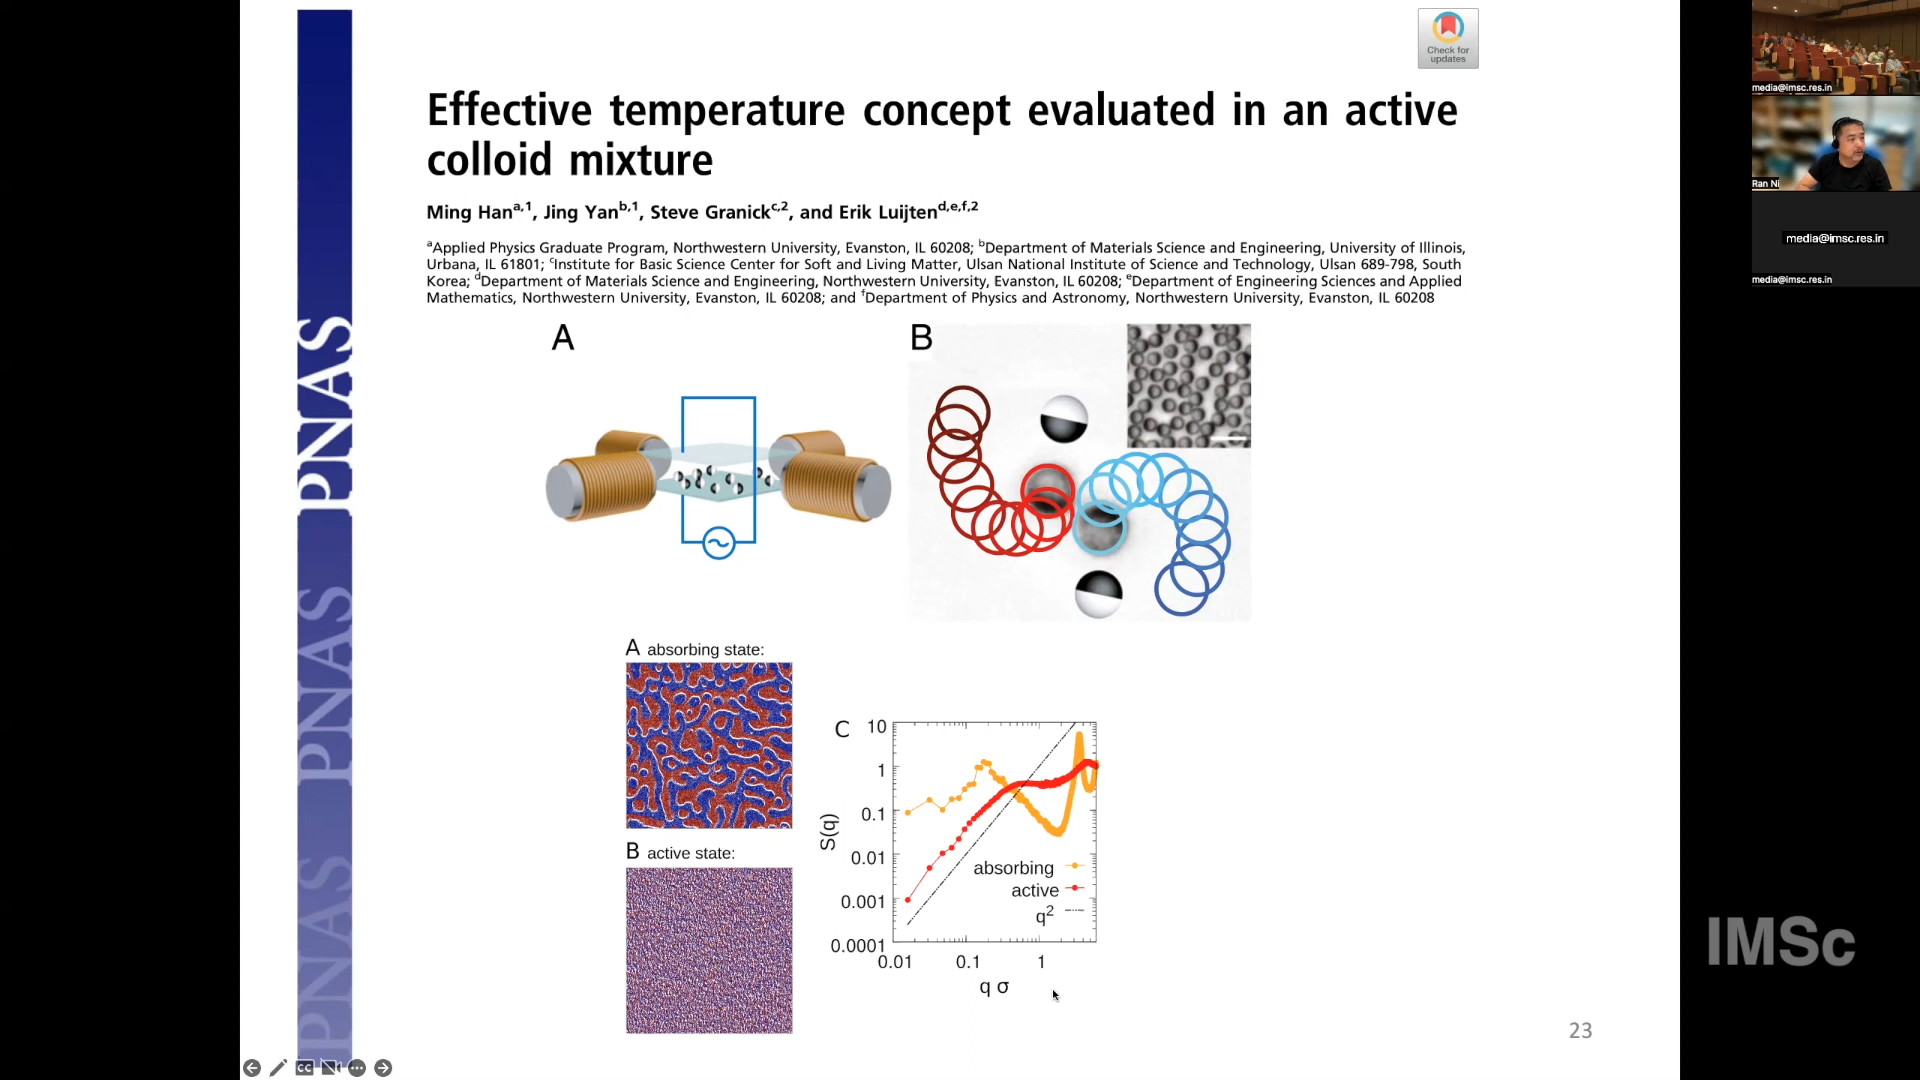 Check for
updates
Effective temperature concept evaluated in an active
colloid mixture
Ming Han^a,1, Jing Yan^b,1, Steve Granick^c,2, and Erik Luijten^d,e,f,2
^aApplied Physics Graduate Program, Northwestern University, Evanston, IL 60208; ^bDepartment of Materials Science and Engineering, University of Illinois,
Urbana, IL 61801; ^cInstitute for Basic Science Center for Soft and Living Matter, Ulsan National Institute of Science and Technology, Ulsan 689-798, South
Korea; ^dDepartment of Materials Science and Engineering, Northwestern University, Evanston, IL 60208; ^eDepartment of Engineering Sciences and Applied
Mathematics, Northwestern University, Evanston, IL 60208; and ^fDepartment of Physics and Astronomy, Northwestern University, Evanston, IL 60208
PNAS
PNAS
PNAS
PNAS
A
B
A absorbing state:
B active state:
C
10
1
0.1
0.01
0.001
0.0001
S(q)
absorbing
active
q²
0.01
0.1
1
q σ
23
CC
media@imsc.res.in
Ran Ni
media@imsc.res.in
media@imsc.res.in
IMSc